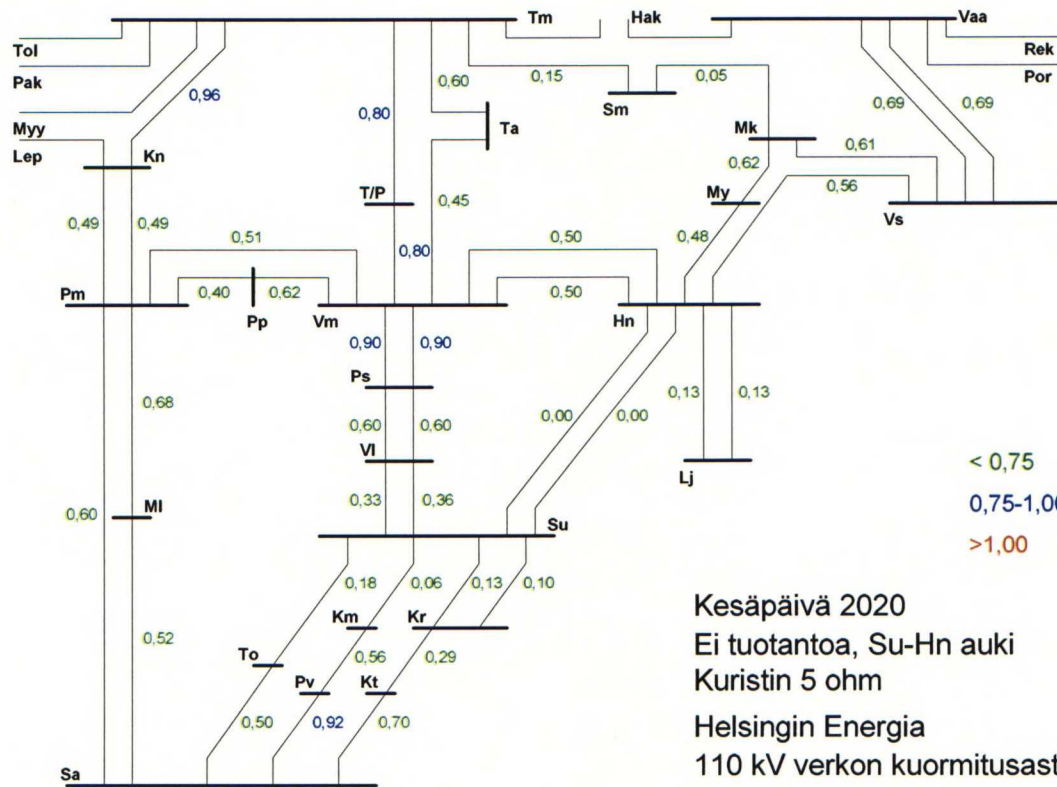 Tm
Hak
Vaa
Tol
Rek
Pak
0,96
0,60
0,15
0,05
Por
0,80
Sm
0,69
0,69
Myy
Ta
Mk
Lep
Kn
0,61
0,62
T/P
My
0,56
0,49
0,49
0,45
Vs
0,51
0,50
0,48
0,80
Pm
0,40
0,62
0,50
Pp
Vm
Hn
0,90
0,90
Ps
0,68
0,00
0,00
0,13
0,13
0,60
0,60
Vl
Lj
< 0,75
0,33
0,36
0,75-1,00
0,60
Ml
Su
>1,00
0,18
0,06
0,13
0,10
Kesäpäivä 2020
Km
Kr
Ei tuotantoa, Su-Hn auki
0,52
To
0,56
0,29
Kuristin 5 ohm
Pv
Kt
0,50
0,92
0,70
Helsingin Energia
Sa
110 kV verkon kuormitusast